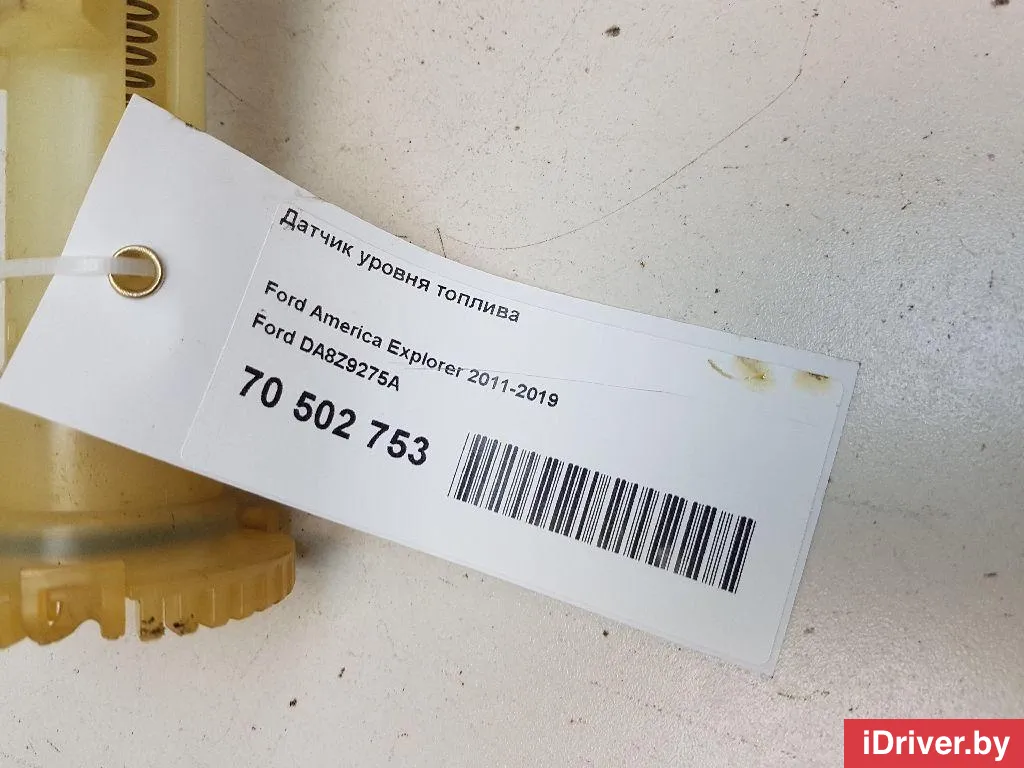 Датчик уровня топлива
Ford America Explorer 2011-2019
Ford DA8Z9275A
70 502 753
iDriver.by